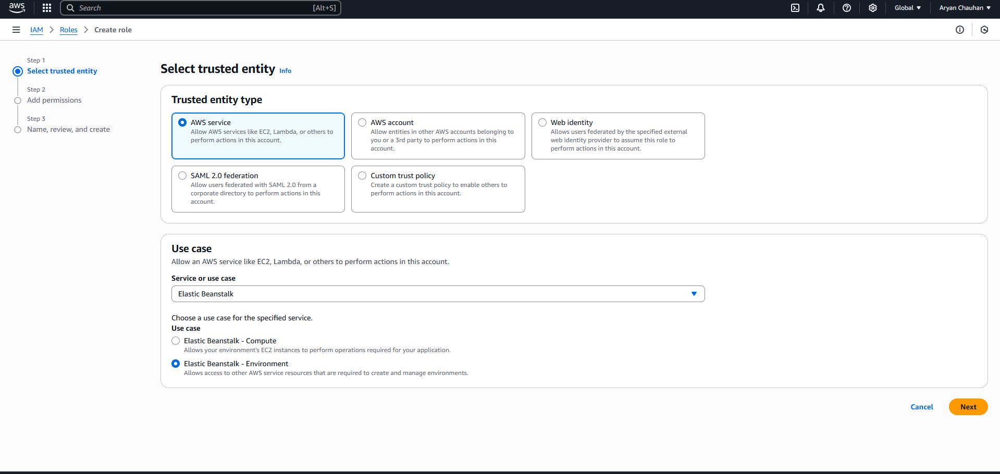 aws
Search
[Alt+S]
Global
Aryan Chauhan
IAM
Roles
Create role
Step 1
Select trusted entity
Step 2
Add permissions
Step 3
Name, review, and create
Select trusted entity Info
Trusted entity type
AWS service
Allow AWS services like EC2, Lambda, or others to
perform actions in this account.
AWS account
Allow entities in other AWS accounts belonging to
you or a 3rd party to perform actions in this
account.
Web identity
Allows users federated by the specified external
web identity provider to assume this role to
perform actions in this account.
SAML 2.0 federation
Allow users federated with SAML 2.0 from a
corporate directory to perform actions in this
account.
Custom trust policy
Create a custom trust policy to enable others to
perform actions in this account.
Use case
Allow an AWS service like EC2, Lambda, or others to perform actions in this account.
Service or use case
Elastic Beanstalk
Choose a use case for the specified service.
Use case
Elastic Beanstalk - Compute
Allows your environment's EC2 instances to perform operations required for your application.
Elastic Beanstalk - Environment
Allows access to other AWS service resources that are required to create and manage environments.
Cancel
Next